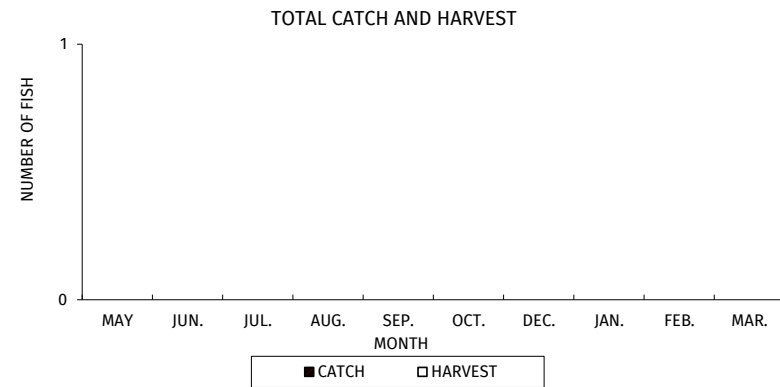 TOTAL CATCH AND HARVEST
1
NUMBER OF FISH
0
MAY JUN. JUL. AUG. SEP. OCT. DEC. JAN. FEB. MAR.
MONTH
CATCH HARVEST